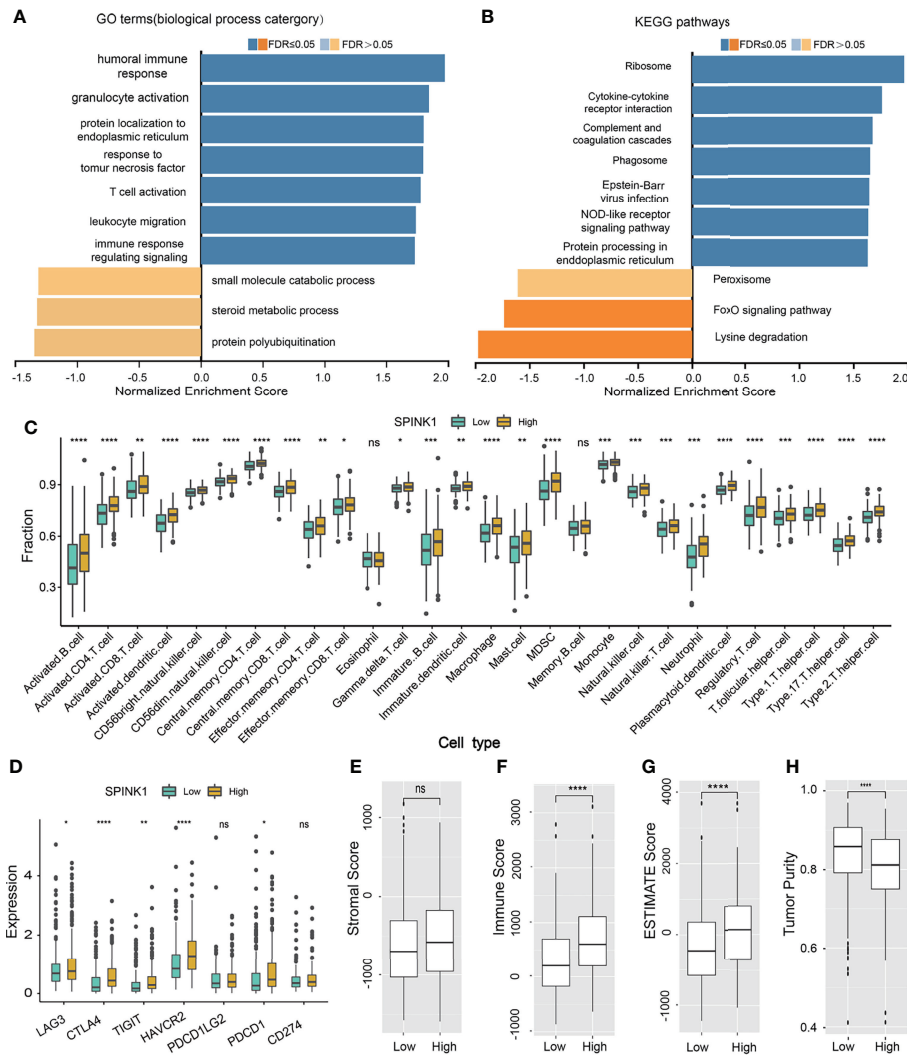 A
GO terms(biological process catergory)
FDR≤0.05 FDR>0.05
humoral immune
response
granulocyte activation
protein localization to
endoplasmic reticulum
response to
tomur necrosis factor
T cell activation
leukocyte migration
immune response
regulating signaling
small molecule catabolic process
steroid metabolic process
protein polyubiquitination
-1.5 -1.0 -0.5 0.0 0.5 1.0 1.5 2.0
Normalized Enrichment Score
B
KEGG pathways
FDR≤0.05 FDR>0.05
Ribosome
Cytokine-cytokine
receptor interaction
Complement and
coagulation cascades
Phagosome
Epstein-Barr
virus infection
NOD-like receptor
signaling pathway
Protein processing in
endoplasmic reticulum
Peroxisome
FoxO signaling pathway
Lysine degradation
-2.0 -1.5 -1.0 -0.5 0.0 0.5 1.0 1.5 2.0
Normalized Enrichment Score
C
SPINK1 Low High
**** **** ** **** **** **** **** **** ** * ns * *** ** **** ** **** ns *** **** *** *** **** **** *** **** **** ****
Fraction
0.9
0.6
0.3
Activated.B.cell
Activated.CD4.T.cell
Activated.CD8.T.cell
Activated.dendritic.cell
CD56bright.natural.killer.cell
CD56dim.natural.killer.cell
Central.memory.CD4.T.cell
Central.memory.CD8.T.cell
Effector.memory.CD4.T.cell
Effector.memory.CD8.T.cell
Eosinophil
Gamma.delta.T.cell
Immature..B.cell
Immature.dendritic.cell
Macrophage
Mast.cell
MDSC
Memory.B.cell
Monocyte
Natural.killer.cell
Natural.killer.T.cell
Neutrophil
Plasmacytoid.dendritic.cell
Regulatory.T.cell
T.follicular.helper.cell
Type.1.T.helper.cell
Type.17.T.helper.cell
Type.2.T.helper.cell
Cell type
D
SPINK1 Low High
* **** ** **** ns * ns
Expression
4
2
0
LAG3
CTLA4
TIGIT
HAVCR2
PDCD1LG2
PDCD1
CD274
E
ns
Stromal Score
1000
0
-1000
Low High
F
****
Immune Score
3000
2000
1000
0
-1000
Low High
G
****
ESTIMATE Score
4000
2000
0
-1000
Low High
H
****
Tumor Purity
1.0
0.8
0.6
0.4
Low High